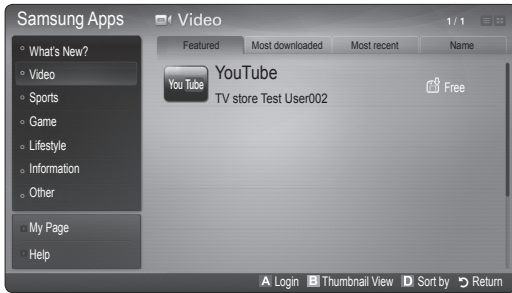 Samsung Apps
Video
1/1
Featured
Most downloaded
Most recent
Name
What's New?
Video
Sports
Game
Lifestyle
Information
Other
My Page
Help
You Tube
YouTube
TV store Test User002
Free
A Login B Thumbnail View D Sort by Return